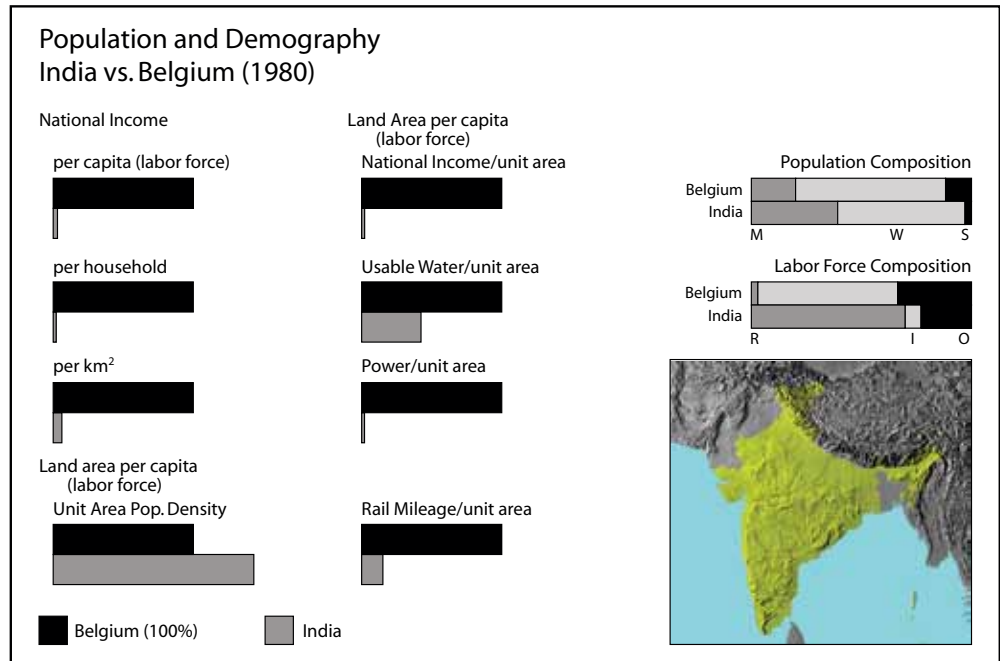 Population and Demography
India vs. Belgium (1980)
National Income
per capita (labor force)
per household
per km²
Land area per capita
(labor force)
Unit Area Pop. Density
Land Area per capita
(labor force)
National Income/unit area
Usable Water/unit area
Power/unit area
Rail Mileage/unit area
Population Composition
Belgium
India
M W S
Labor Force Composition
Belgium
India
R I O
Belgium (100%)
India